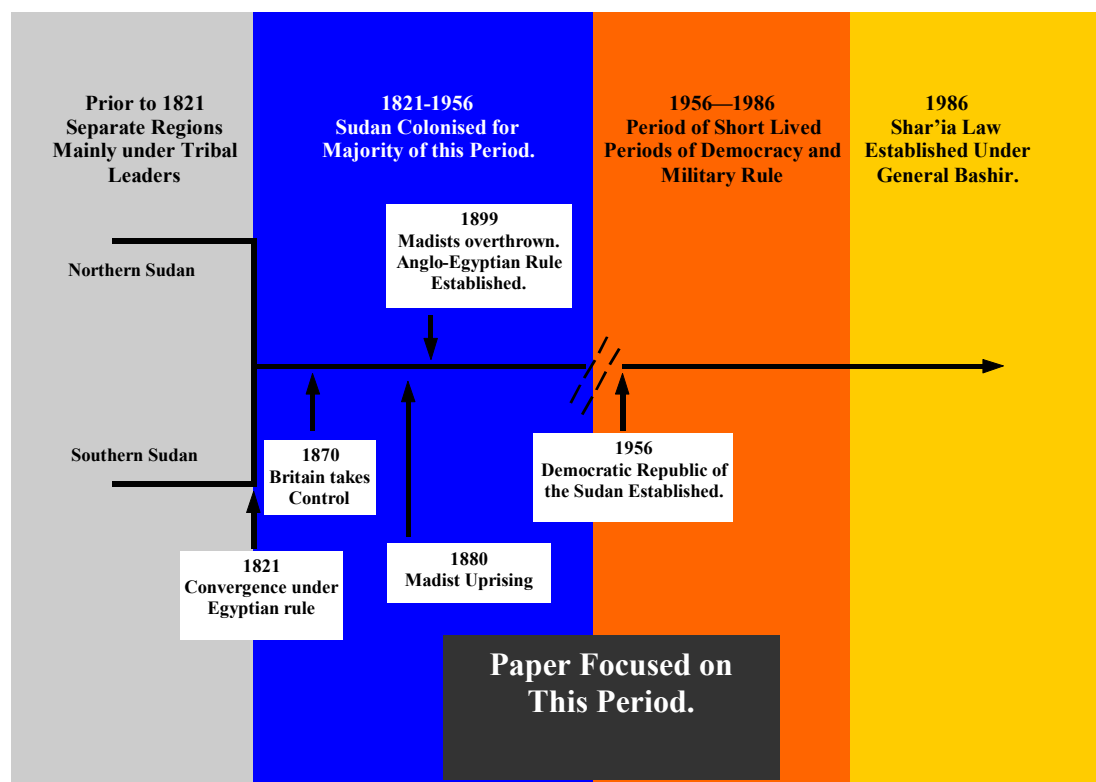 Prior to 1821
Separate Regions
Mainly under Tribal
Leaders
1821-1956
Sudan Colonised for
Majority of this Period.
1956—1986
Period of Short Lived
Periods of Democracy and
Military Rule
1986
Shar’ia Law
Established Under
General Bashir.
1899
Madists overthrown.
Anglo-Egyptian Rule
Established.
Northern Sudan
Southern Sudan
1870
Britain takes
Control
1956
Democratic Republic of
the Sudan Established.
1821
Convergence under
Egyptian rule
1880
Madist Uprising
Paper Focused on
This Period.